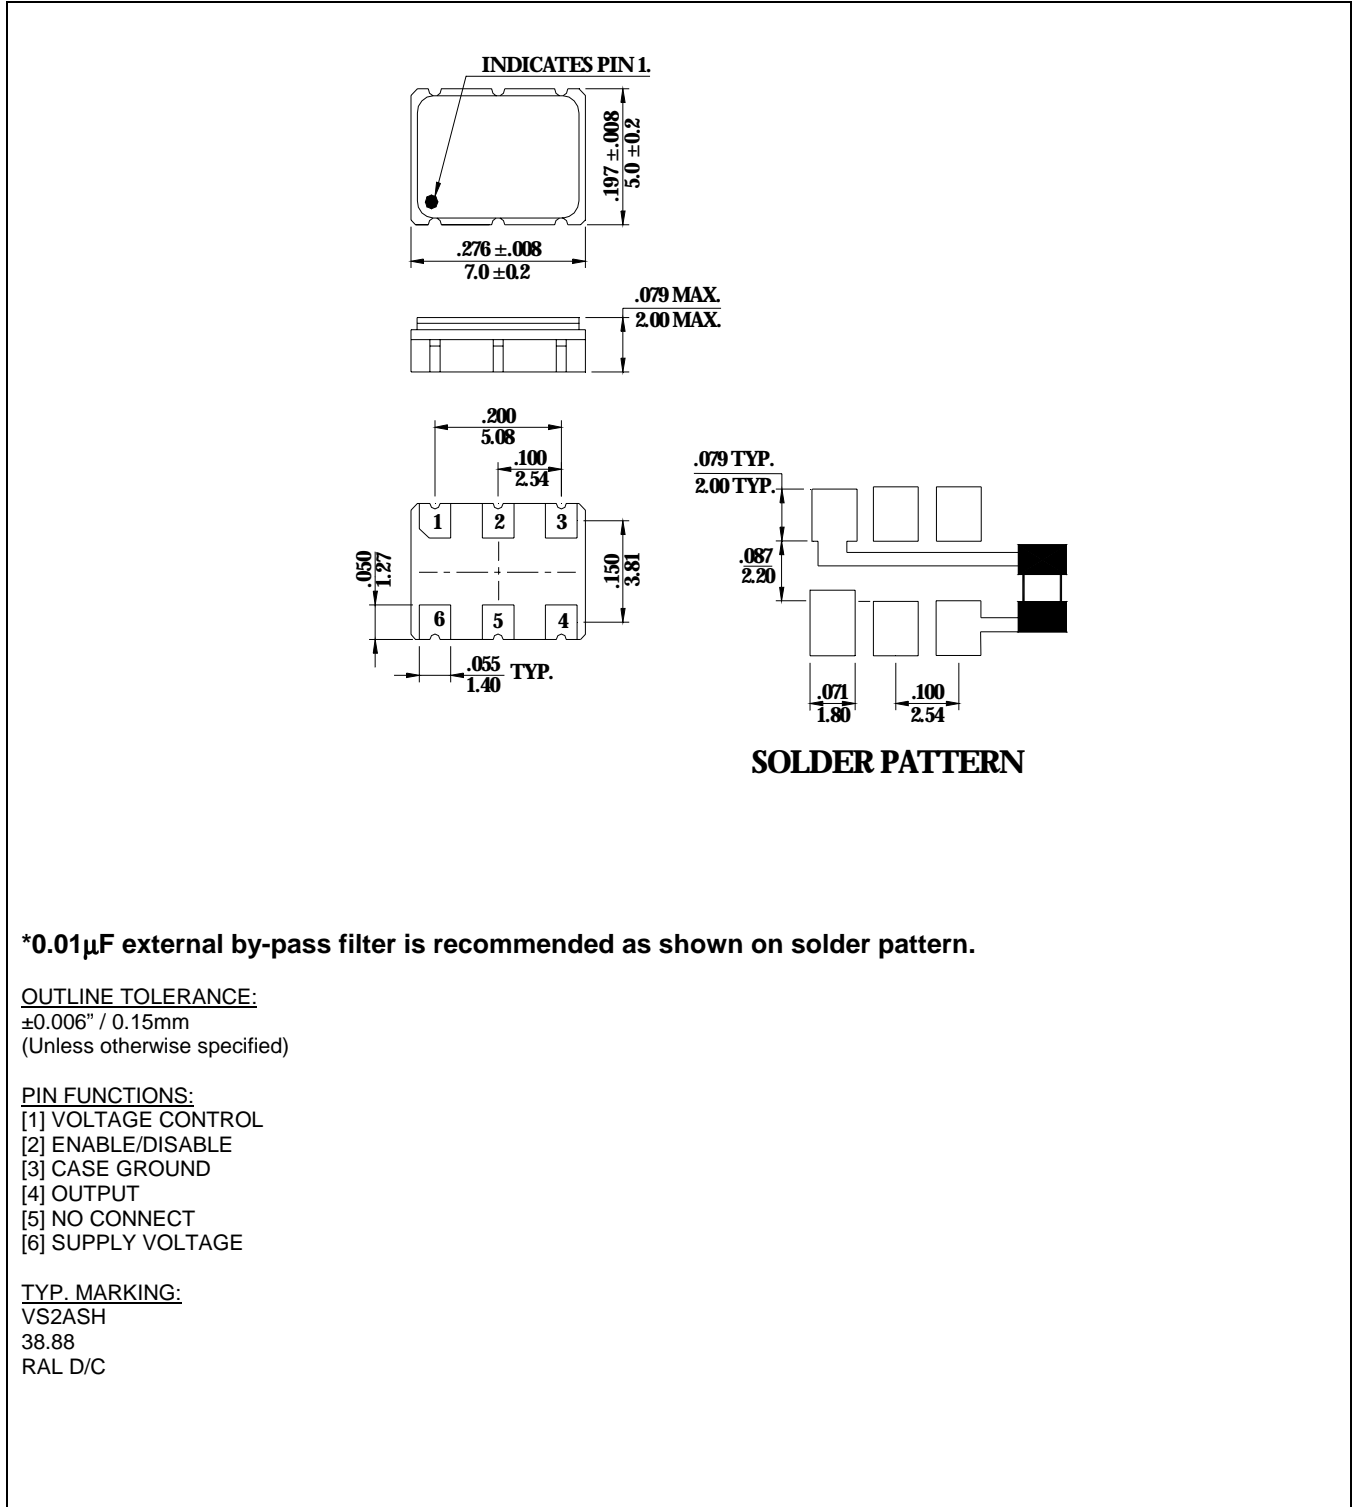 INDICATES PIN 1.
.197 ±.008
5.0 ±0.2
.276 ±.008
7.0 ±0.2
.079 MAX.
2.00 MAX.
.200
5.08
.100
2.54
1 2 3
.050
1.27
.150
3.81
6 5 4
.055 TYP.
1.40
.079 TYP.
2.00 TYP.
.087
2.20
.071
1.80
.100
2.54
SOLDER PATTERN
*0.01μF external by-pass filter is recommended as shown on solder pattern.
OUTLINE TOLERANCE:
±0.006” / 0.15mm
(Unless otherwise specified)
PIN FUNCTIONS:
[1] VOLTAGE CONTROL
[2] ENABLE/DISABLE
[3] CASE GROUND
[4] OUTPUT
[5] NO CONNECT
[6] SUPPLY VOLTAGE
TYP. MARKING:
VS2ASH
38.88
RAL D/C